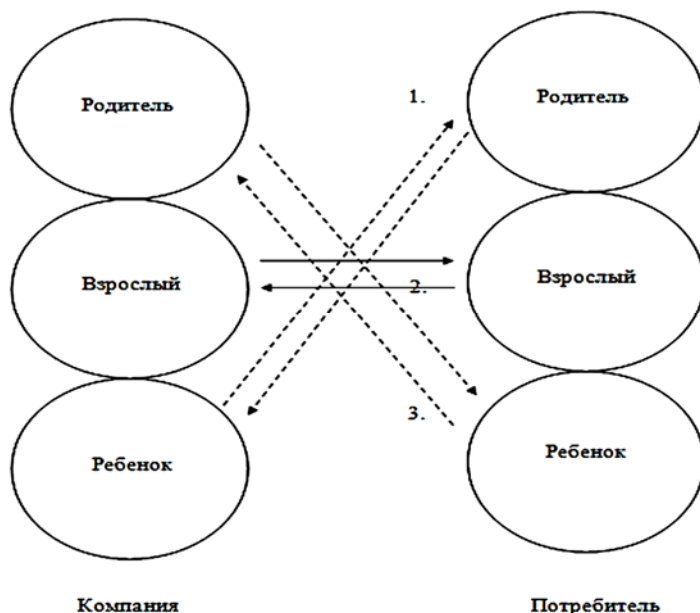 1.
Родитель
Родитель
Взрослый
2.
Взрослый
3.
Ребенок
Ребенок
Компания
Потребитель